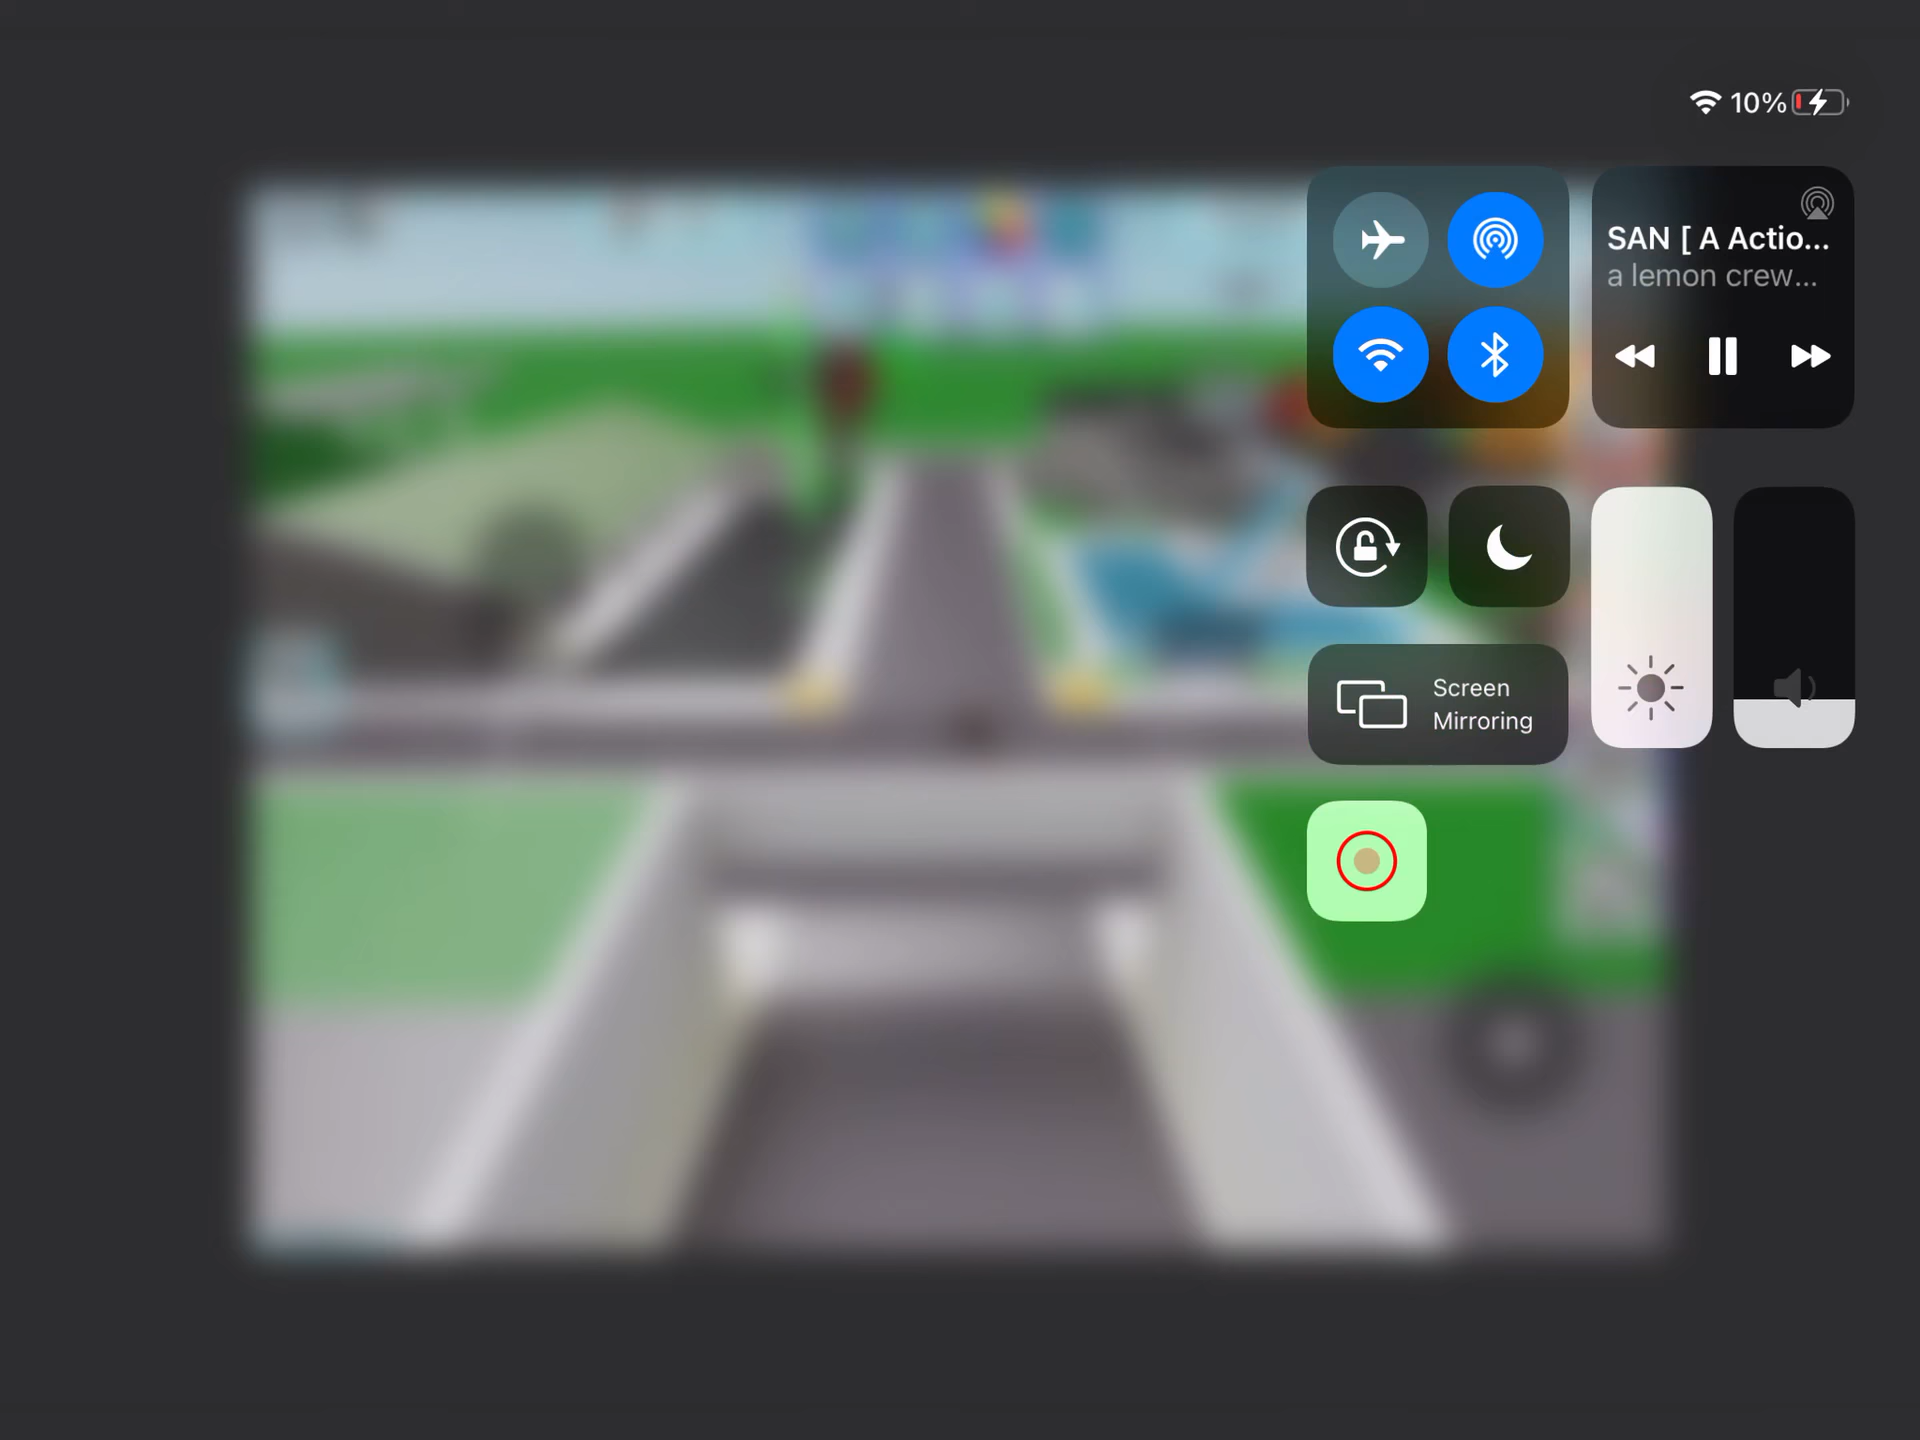 10%
SAN [ A Actio...
a lemon crew...
Screen
Mirroring